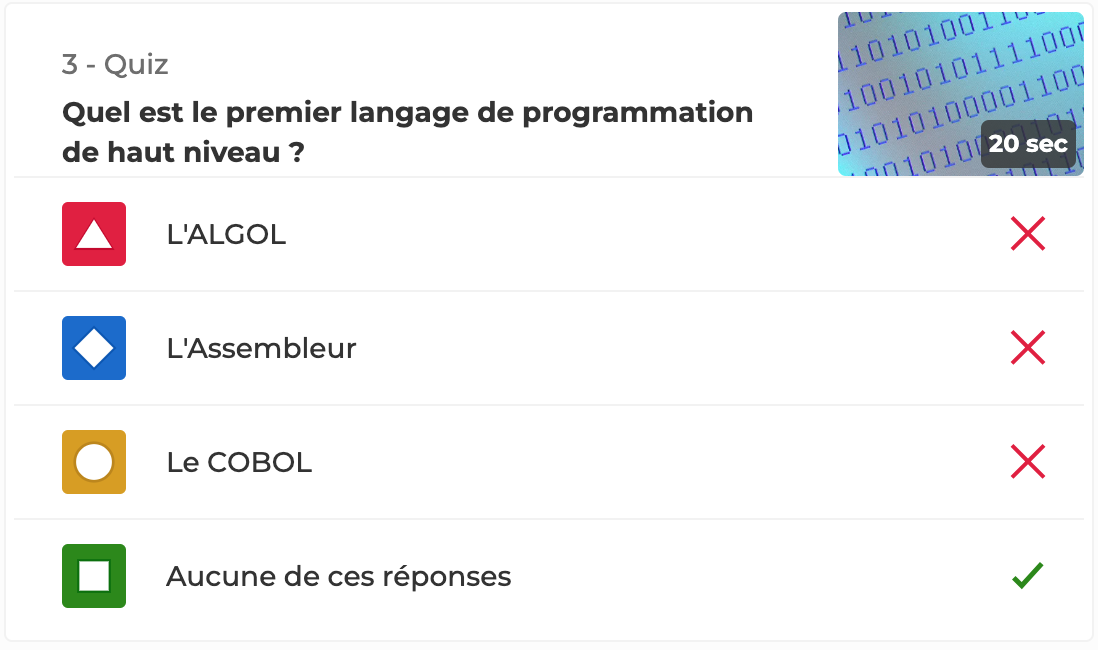 3 - Quiz
Quel est le premier langage de programmation
de haut niveau ?
20 sec
L'ALGOL
L'Assembleur
Le COBOL
Aucune de ces réponses